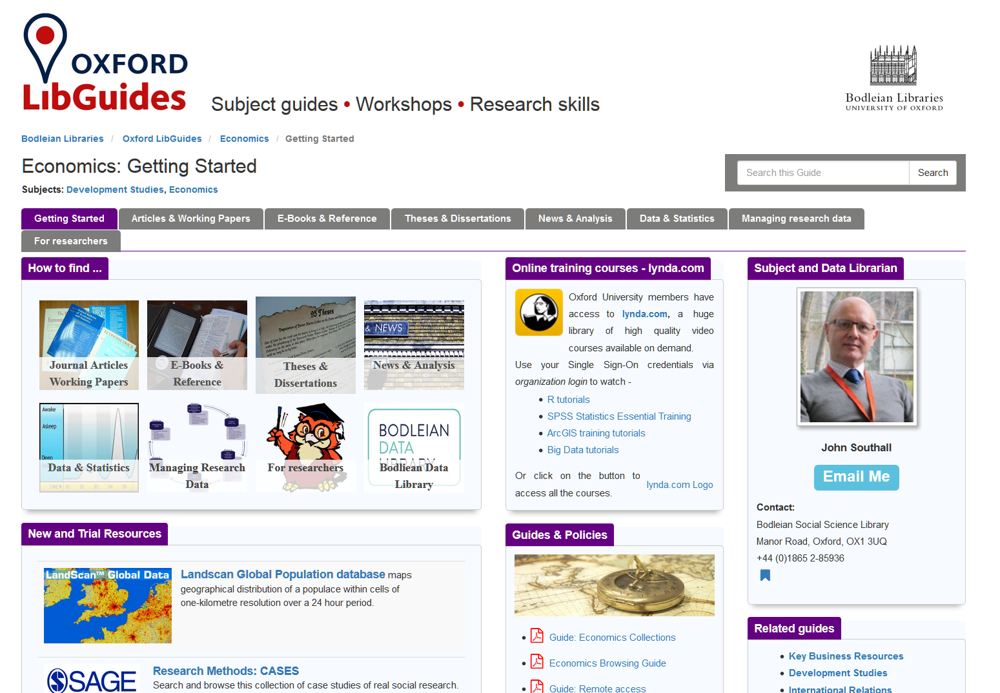 OXFORD
LibGuides
Subject guides • Workshops • Research skills
Bodleian Libraries
UNIVERSITY OF OXFORD
Bodleian Libraries / Oxford LibGuides / Economics / Getting Started
Economics: Getting Started
Search this Guide
Search
Subjects: Development Studies, Economics
Getting Started
Articles & Working Papers
E-Books & Reference
Theses & Dissertations
News & Analysis
Data & Statistics
Managing research data
For researchers
How to find ...
ECONOMETRICA
Journal Articles
Working Papers
E-Books &
Reference
95 Theses
Theses &
Dissertations
& NEWS
News & Analysis
Awake
Asleep
Deep
TIME 01 02 03 04 05
Data & Statistics
Managing Research
Data
For researchers
BODLEIAN
DATA
LIBRARY
Bodliean Data
Library
New and Trial Resources
LandScan™ Global Data
Landscan Global Population database maps
geographical distribution of a populace within cells of
one-kilometre resolution over a 24 hour period.
SAGE
Research Methods: CASES
Search and browse this collection of case studies of real social research.
Online training courses - lynda.com
Oxford University members have
access to lynda.com, a huge
library of high quality video
courses available on demand.
Use your Single Sign-On credentials via
organization login to watch -
• R tutorials
• SPSS Statistics Essential Training
• ArcGIS training tutorials
• Big Data tutorials
Or click on the button to
access all the courses.
lynda.com Logo
Guides & Policies
• Guide: Economics Collections
• Economics Browsing Guide
• Guide: Remote access
Subject and Data Librarian
John Southall
Email Me
Contact:
Bodleian Social Science Library
Manor Road, Oxford, OX1 3UQ
+44 (0)1865 2-85936
Related guides
• Key Business Resources
• Development Studies
• International Relations